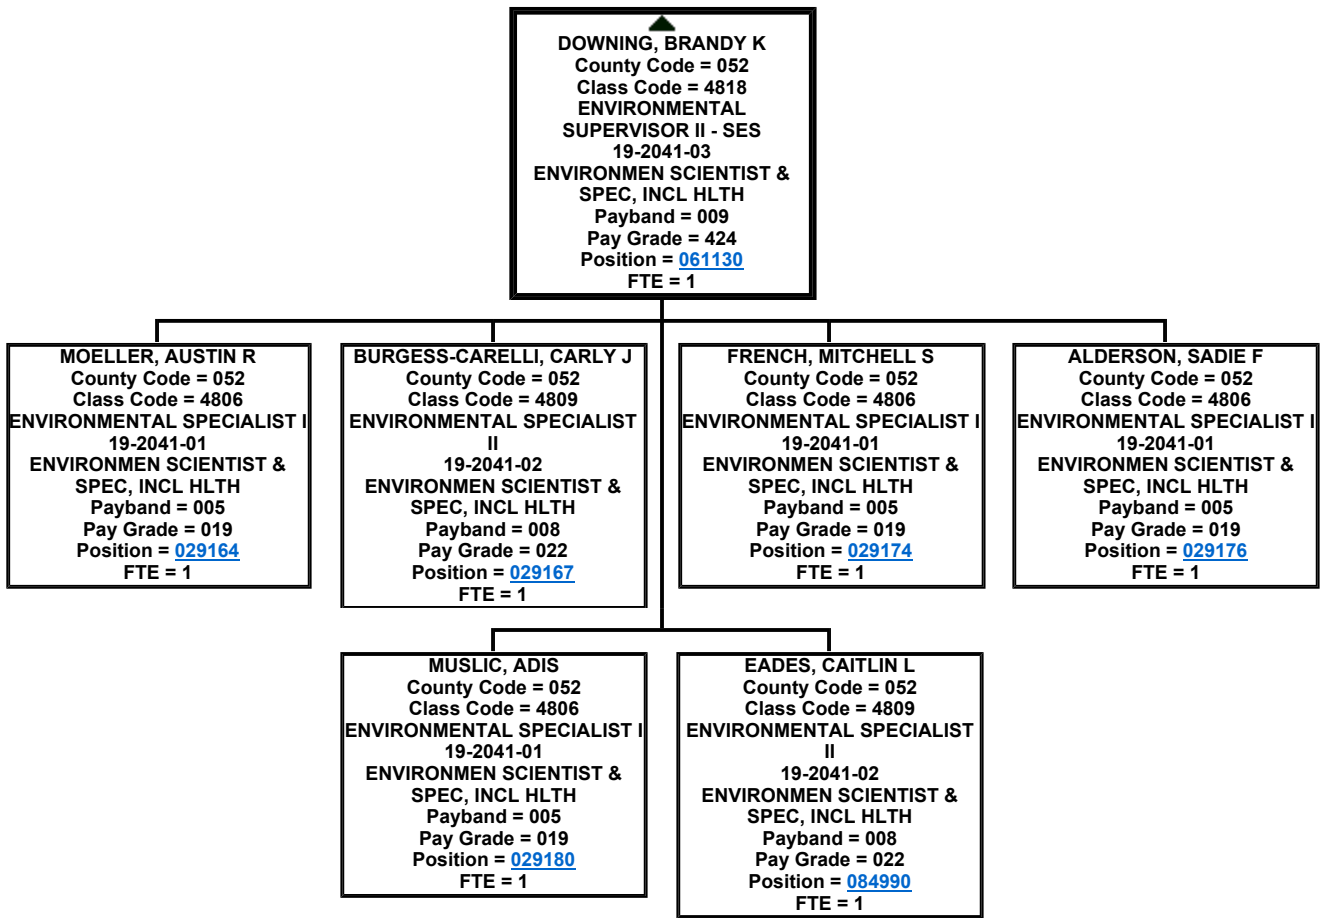 DOWNING, BRANDY K
County Code = 052
Class Code = 4818
ENVIRONMENTAL
SUPERVISOR II - SES
19-2041-03
ENVIRONMEN SCIENTIST &
SPEC, INCL HLTH
Payband = 009
Pay Grade = 424
Position = 061130
FTE = 1
MOELLER, AUSTIN R
County Code = 052
Class Code = 4806
ENVIRONMENTAL SPECIALIST I
19-2041-01
ENVIRONMEN SCIENTIST &
SPEC, INCL HLTH
Payband = 005
Pay Grade = 019
Position = 029164
FTE = 1
BURGESS-CARELLI, CARLY J
County Code = 052
Class Code = 4809
ENVIRONMENTAL SPECIALIST
II
19-2041-02
ENVIRONMEN SCIENTIST &
SPEC, INCL HLTH
Payband = 008
Pay Grade = 022
Position = 029167
FTE = 1
FRENCH, MITCHELL S
County Code = 052
Class Code = 4806
ENVIRONMENTAL SPECIALIST I
19-2041-01
ENVIRONMEN SCIENTIST &
SPEC, INCL HLTH
Payband = 005
Pay Grade = 019
Position = 029174
FTE = 1
ALDERSON, SADIE F
County Code = 052
Class Code = 4806
ENVIRONMENTAL SPECIALIST I
19-2041-01
ENVIRONMEN SCIENTIST &
SPEC, INCL HLTH
Payband = 005
Pay Grade = 019
Position = 029176
FTE = 1
MUSLIC, ADIS
County Code = 052
Class Code = 4806
ENVIRONMENTAL SPECIALIST I
19-2041-01
ENVIRONMEN SCIENTIST &
SPEC, INCL HLTH
Payband = 005
Pay Grade = 019
Position = 029180
FTE = 1
EADES, CAITLIN L
County Code = 052
Class Code = 4809
ENVIRONMENTAL SPECIALIST
II
19-2041-02
ENVIRONMEN SCIENTIST &
SPEC, INCL HLTH
Payband = 008
Pay Grade = 022
Position = 084990
FTE = 1